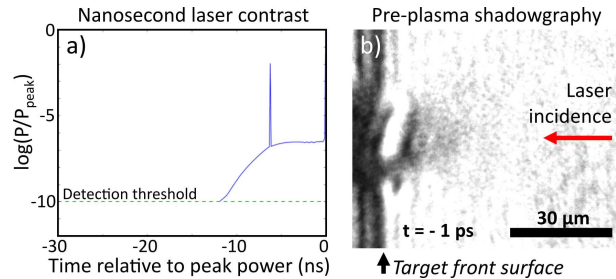 Nanosecond laser contrast
a)
log(P/Ppeak)
0
-5
-10
Detection threshold
-30
-20
-10
0
Time relative to peak power (ns)
Pre-plasma shadowgraphy
b)
Laser
incidence
t = - 1 ps
30 μm
Target front surface